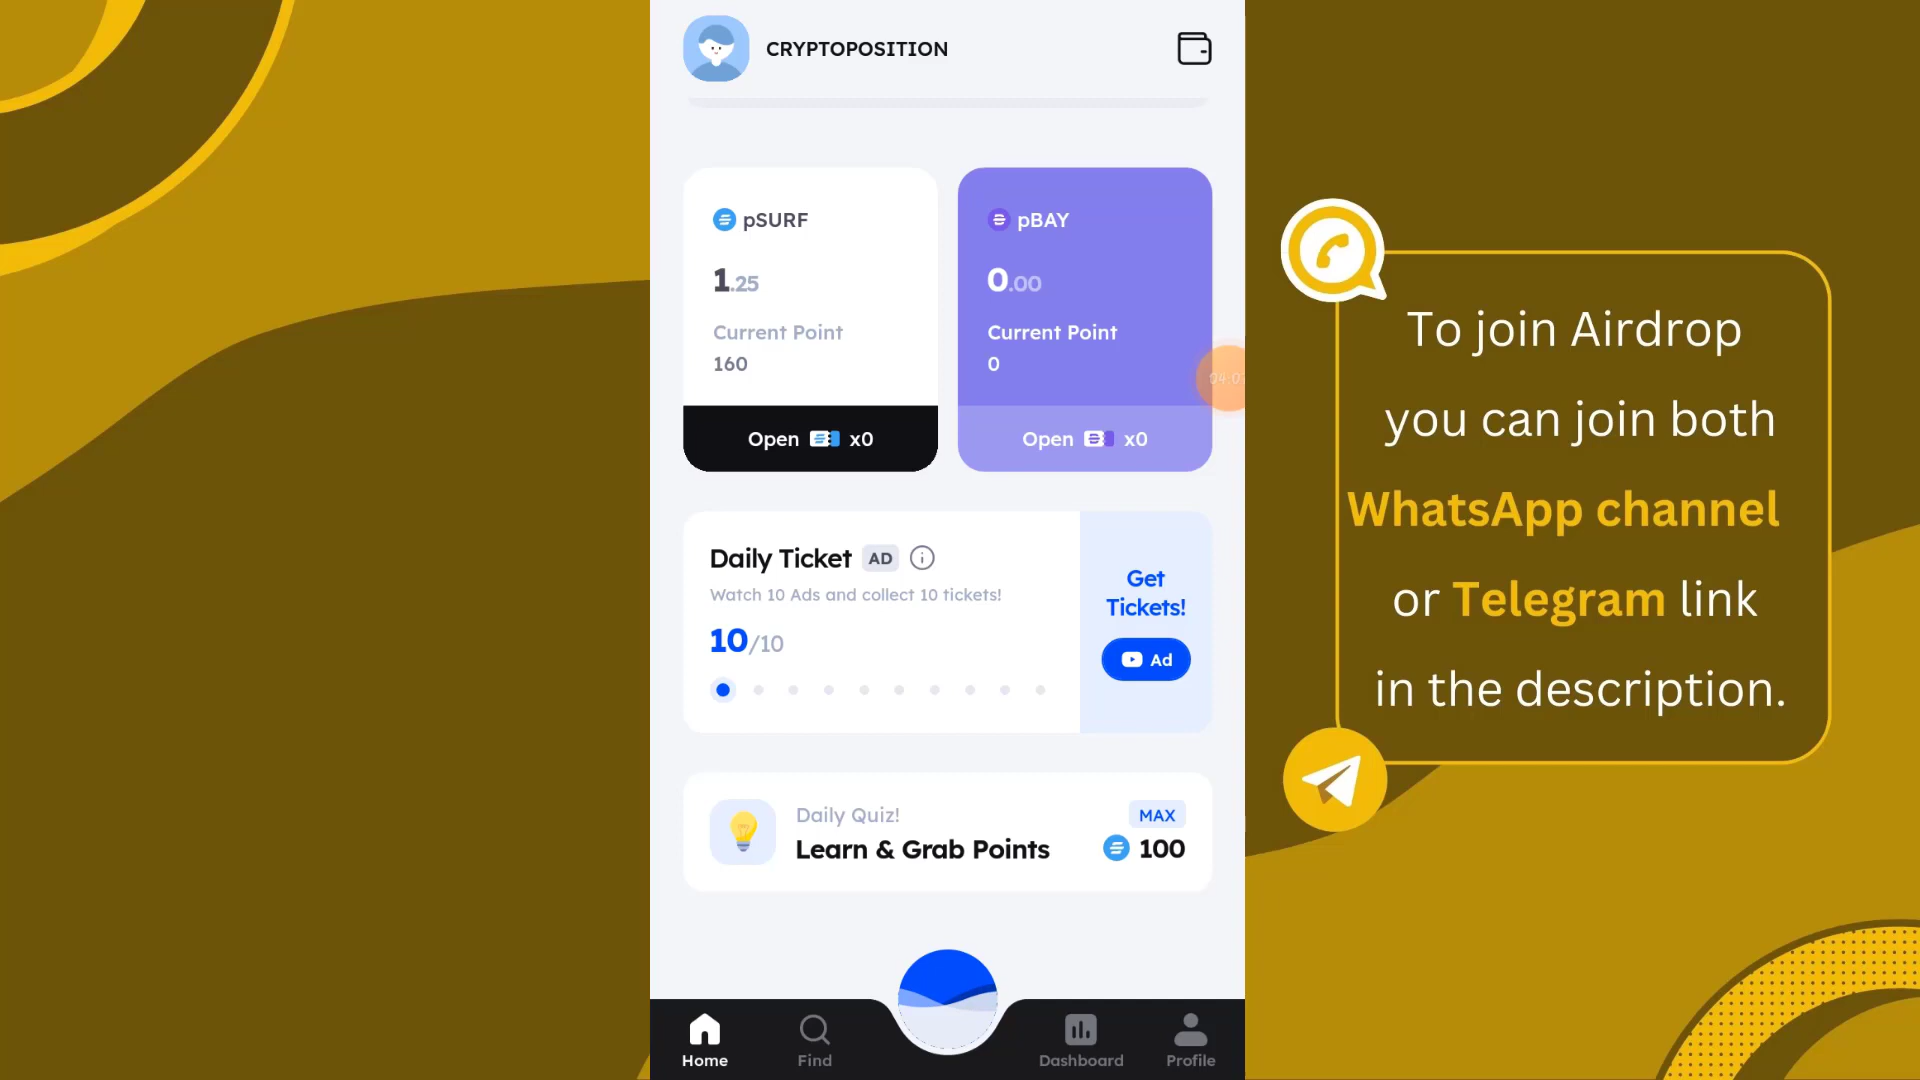 CRYPTOPOSITION
pSURF
1.25
Current Point
160
Open x0
pBAY
0.00
Current Point
0
Open x0
Daily Ticket AD
Watch 10 Ads and collect 10 tickets!
10/10
Get
Tickets!
Ad
Daily Quiz!
Learn & Grab Points
MAX
100
Home
Find
Dashboard
Profile
To join Airdrop
you can join both
WhatsApp channel
or Telegram link
in the description.